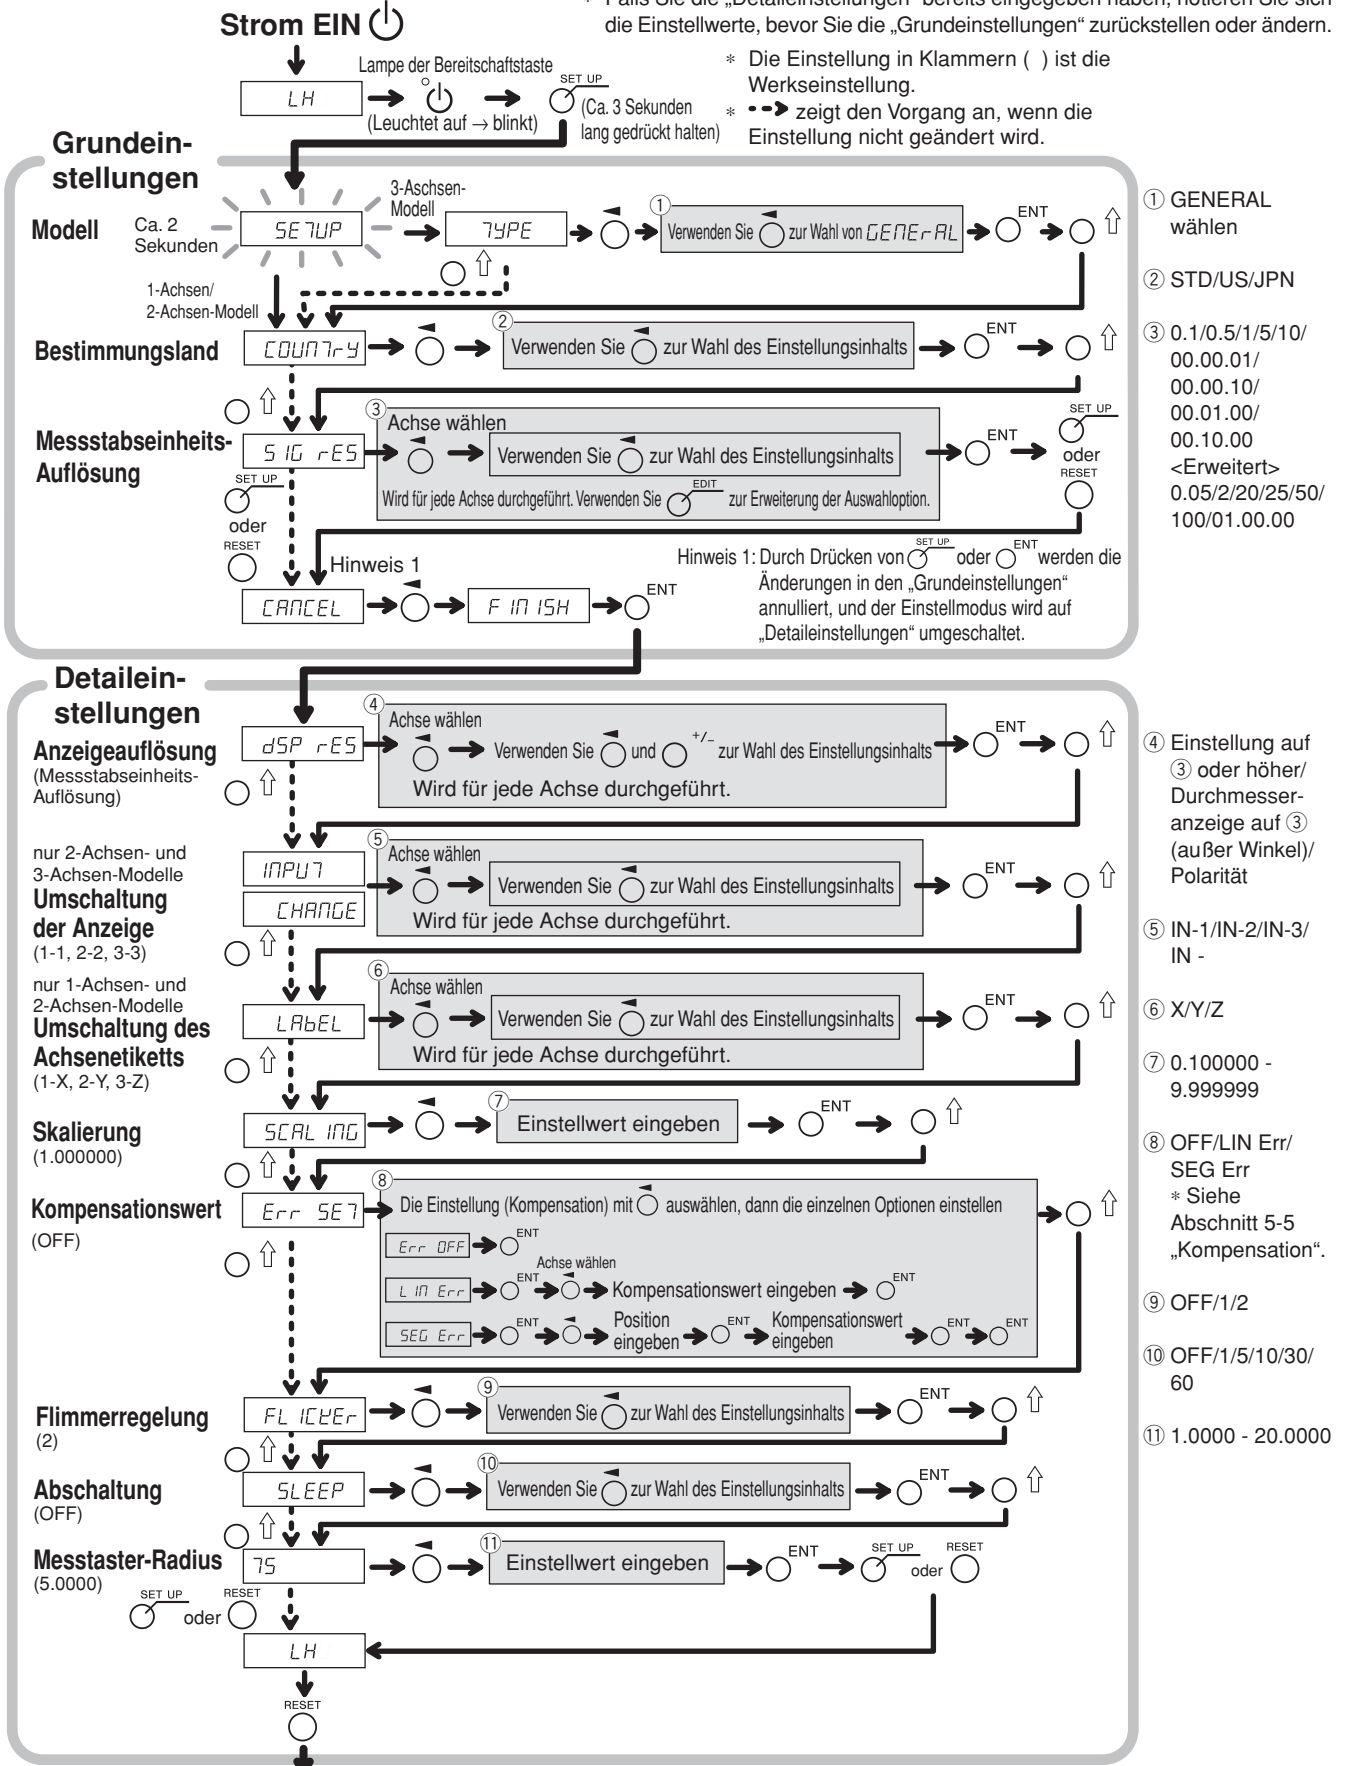 * Falls Sie die „Detaileinstellungen“ bereits eingegeben haben, notieren Sie sich
die Einstellwerte, bevor Sie die „Grundeinstellungen“ zurückstellen oder ändern.
Strom EIN
* Die Einstellung in Klammern ( ) ist die
Werkseinstellung.
* zeigt den Vorgang an, wenn die
Einstellung nicht geändert wird.
LH
Lampe der Bereitschaftstaste
(Leuchtet auf → blinkt)
SET UP
(Ca. 3 Sekunden
lang gedrückt halten)
Grundein-
stellungen
Modell
Ca. 2
Sekunden
SETUP
3-Aschsen-
Modell
TYPE
①
Verwenden Sie ◄ zur Wahl von GENErAL
ENT
① GENERAL
wählen
1-Achsen/
2-Achsen-Modell
Bestimmungsland
COUNTrY
②
Verwenden Sie ◄ zur Wahl des Einstellungsinhalts
ENT
② STD/US/JPN
Messstabseinheits-
Auflösung
SIG rES
③
Achse wählen
Verwenden Sie ◄ zur Wahl des Einstellungsinhalts
Wird für jede Achse durchgeführt. Verwenden Sie EDIT zur Erweiterung der Auswahloption.
ENT
SET UP
oder
RESET
③ 0.1/0.5/1/5/10/
00.00.01/
00.00.10/
00.01.00/
00.10.00
<Erweitert>
0.05/2/20/25/50/
100/01.00.00
SET UP
oder
RESET
Hinweis 1
CANCEL
FINISH
ENT
Hinweis 1: Durch Drücken von SET UP oder ENT werden die
Änderungen in den „Grundeinstellungen“
annulliert, und der Einstellmodus wird auf
„Detaileinstellungen“ umgeschaltet.
Detailein-
stellungen
Anzeigeauflösung
(Messstabseinheits-
Auflösung)
dSP rES
④
Achse wählen
Verwenden Sie ◄ und +/- zur Wahl des Einstellungsinhalts
Wird für jede Achse durchgeführt.
ENT
④ Einstellung auf
③ oder höher/
Durchmesser-
anzeige auf ③
(außer Winkel)/
Polarität
nur 2-Achsen- und
3-Achsen-Modelle
Umschaltung
der Anzeige
(1-1, 2-2, 3-3)
INPUT
CHANGE
⑤
Achse wählen
Verwenden Sie ◄ zur Wahl des Einstellungsinhalts
Wird für jede Achse durchgeführt.
ENT
⑤ IN-1/IN-2/IN-3/
IN -
nur 1-Achsen- und
2-Achsen-Modelle
Umschaltung des
Achsenetiketts
(1-X, 2-Y, 3-Z)
LAbEL
⑥
Achse wählen
Verwenden Sie ◄ zur Wahl des Einstellungsinhalts
Wird für jede Achse durchgeführt.
ENT
⑥ X/Y/Z
Skalierung
(1.000000)
SCALING
⑦
Einstellwert eingeben
ENT
⑦ 0.100000 -
9.999999
Kompensationswert
(OFF)
Err SET
⑧
Die Einstellung (Kompensation) mit ◄ auswählen, dann die einzelnen Optionen einstellen
Err OFF ENT
Achse wählen
LIN Err ENT ◄ Kompensationswert eingeben ENT
SEG Err ENT ◄ Position
eingeben ENT Kompensationswert
eingeben ENT ENT
⑧ OFF/LIN Err/
SEG Err
* Siehe
Abschnitt 5-5
„Kompensation“.
Flimmerregelung
(2)
FLICKEr
⑨
Verwenden Sie ◄ zur Wahl des Einstellungsinhalts
ENT
⑨ OFF/1/2
Abschaltung
(OFF)
SLEEP
⑩
Verwenden Sie ◄ zur Wahl des Einstellungsinhalts
ENT
⑩ OFF/1/5/10/30/
60
Messtaster-Radius
(5.0000)
TS
⑪
Einstellwert eingeben
ENT
SET UP
oder
RESET
⑪ 1.0000 - 20.0000
SET UP
oder
RESET
LH
RESET